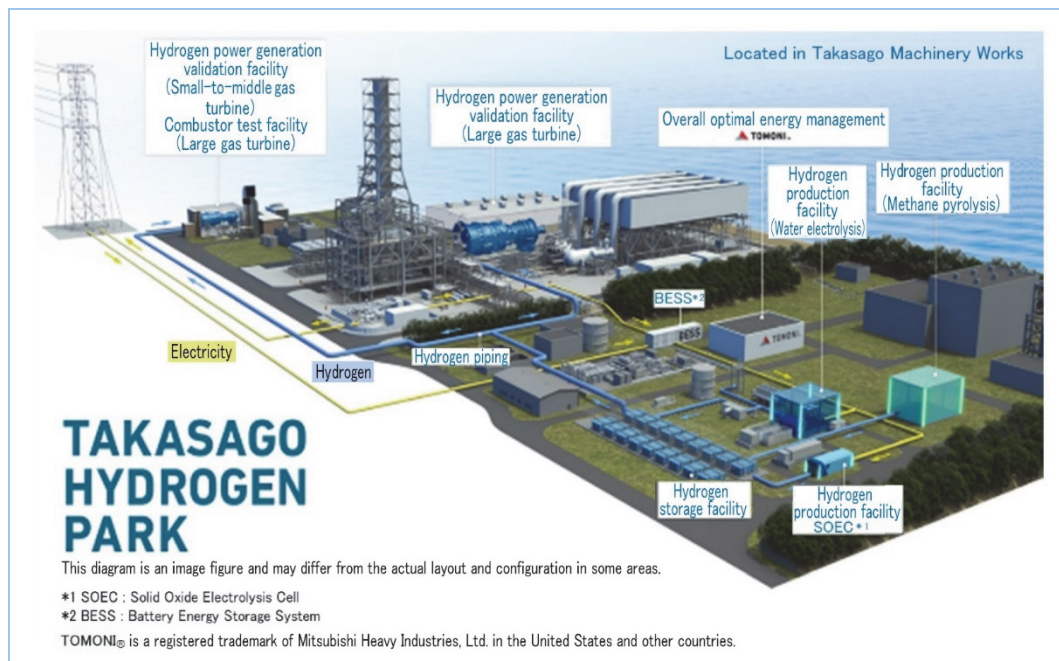 Located in Takasago Machinery Works
Hydrogen power generation
validation facility
(Small-to-middle gas
turbine)
Combustor test facility
(Large gas turbine)
Hydrogen power generation
validation facility
(Large gas turbine)
Overall optimal energy management
TOMONI®
Hydrogen
production
facility
(Water electrolysis)
Hydrogen production
facility
(Methane pyrolysis)
BESS*2
BESS
TOMONI®
Electricity
Hydrogen
Hydrogen piping
Hydrogen
storage facility
Hydrogen
production facility
SOEC*1
TAKASAGO
HYDROGEN
PARK
This diagram is an image figure and may differ from the actual layout and configuration in some areas.
*1 SOEC : Solid Oxide Electrolysis Cell
*2 BESS : Battery Energy Storage System
TOMONI® is a registered trademark of Mitsubishi Heavy Industries, Ltd. in the United States and other countries.